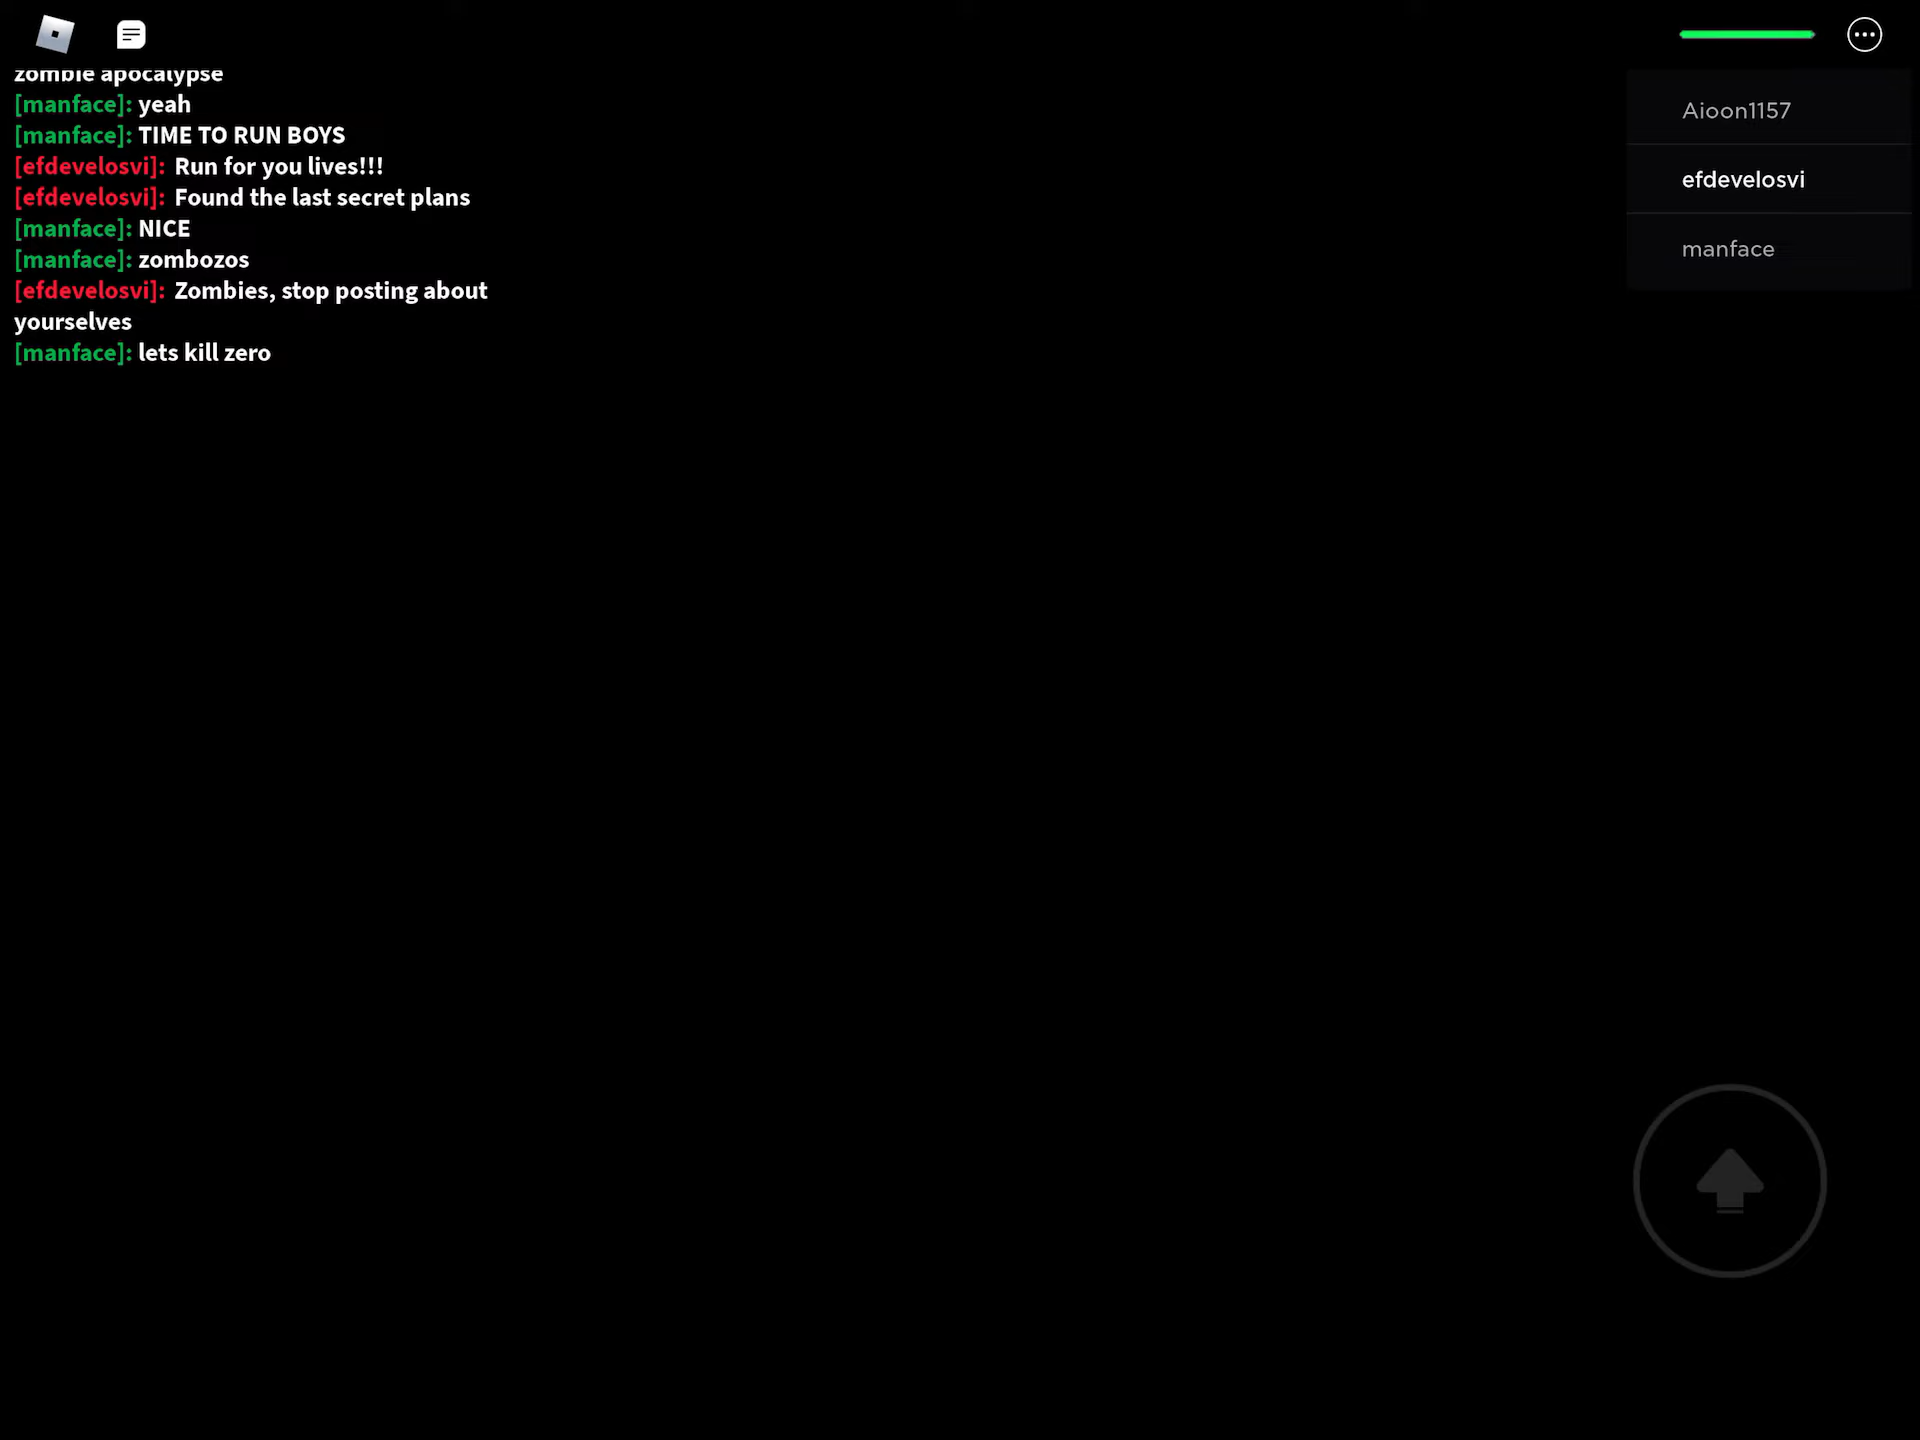 zombie apocalypse
[manface]: yeah
[manface]: TIME TO RUN BOYS
[efdevelosvi]: Run for you lives!!!
[efdevelosvi]: Found the last secret plans
[manface]: NICE
[manface]: zombozos
[efdevelosvi]: Zombies, stop posting about
yourselves
[manface]: lets kill zero
Aioon1157
efdevelosvi
manface